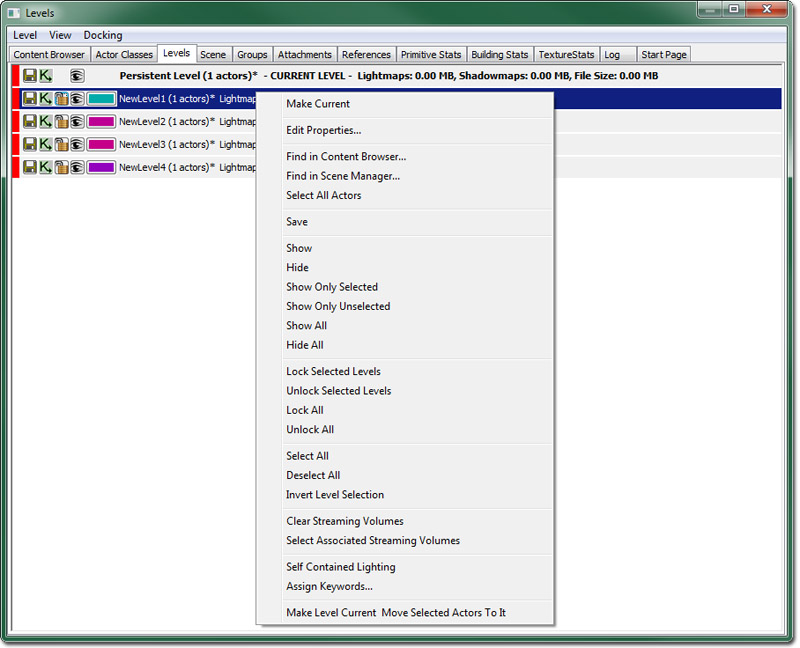 Levels
Level View Docking
Content Browser Actor Classes Levels Scene Groups Attachments References Primitive Stats Building Stats TextureStats Log Start Page
Persistent Level (1 actors)* - CURRENT LEVEL - Lightmaps: 0.00 MB, Shadowmaps: 0.00 MB, File Size: 0.00 MB
NewLevel1 (1 actors)* Lightmap
NewLevel2 (1 actors)* Lightmap
NewLevel3 (1 actors)* Lightmap
NewLevel4 (1 actors)* Lightmap
Make Current
Edit Properties...
Find in Content Browser...
Find in Scene Manager...
Select All Actors
Save
Show
Hide
Show Only Selected
Show Only Unselected
Show All
Hide All
Lock Selected Levels
Unlock Selected Levels
Lock All
Unlock All
Select All
Deselect All
Invert Level Selection
Clear Streaming Volumes
Select Associated Streaming Volumes
Self Contained Lighting
Assign Keywords...
Make Level Current Move Selected Actors To It